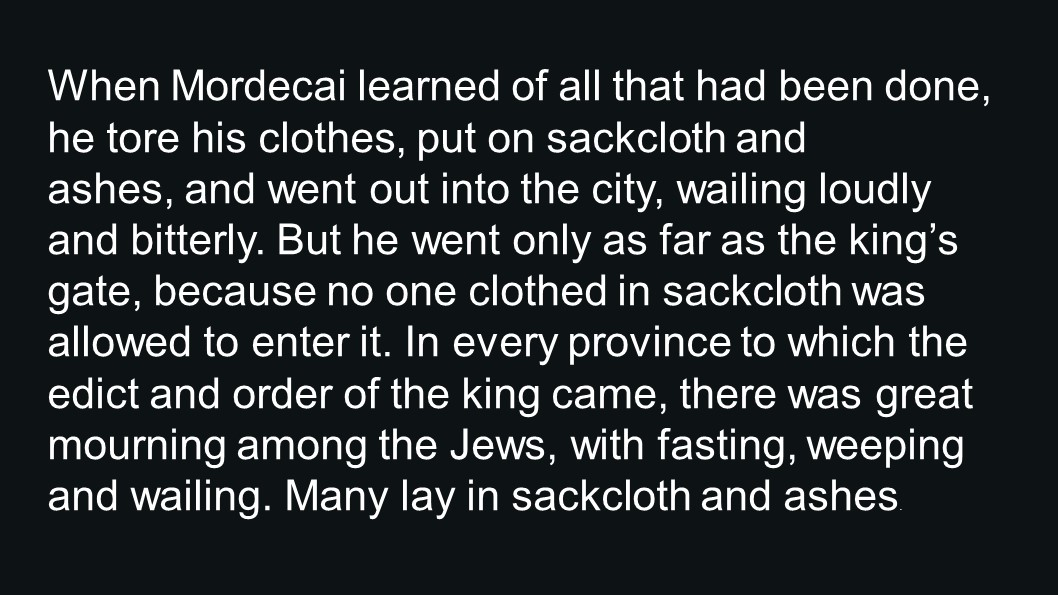 When Mordecai learned of all that had been done,
he tore his clothes, put on sackcloth and
ashes, and went out into the city, wailing loudly
and bitterly. But he went only as far as the king’s
gate, because no one clothed in sackcloth was
allowed to enter it. In every province to which the
edict and order of the king came, there was great
mourning among the Jews, with fasting, weeping
and wailing. Many lay in sackcloth and ashes.